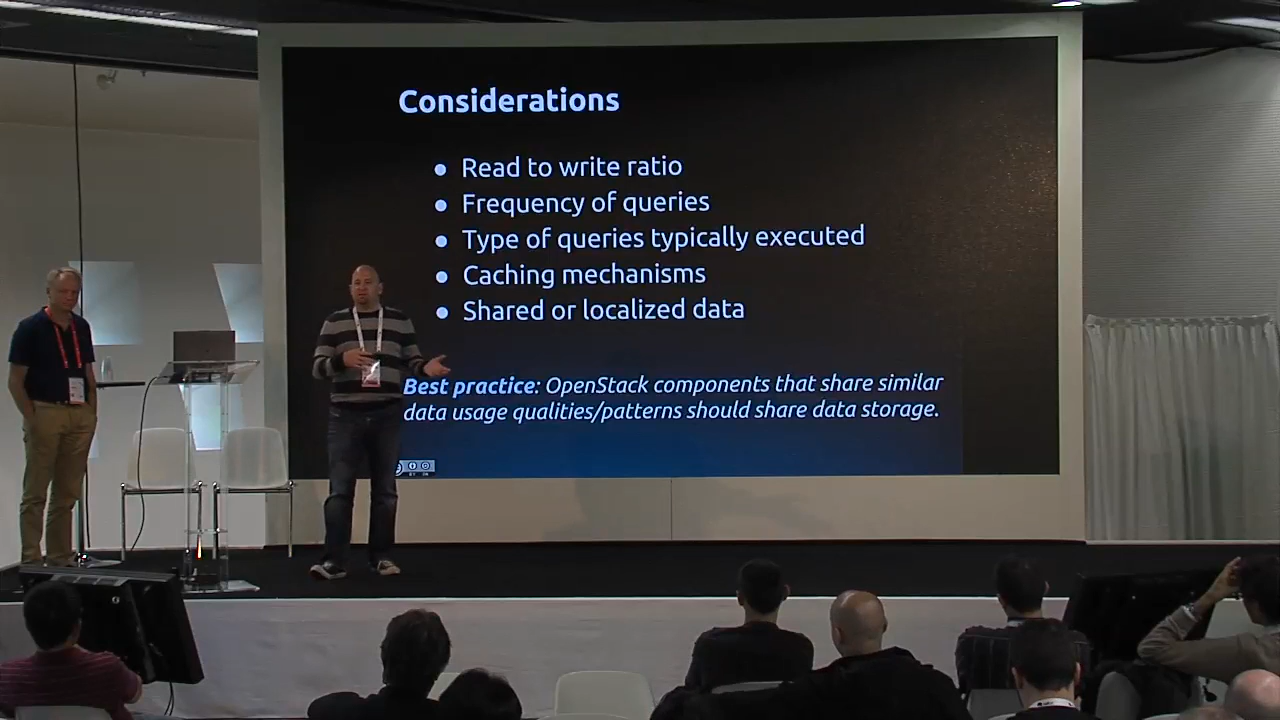 Considerations
● Read to write ratio
● Frequency of queries
● Type of queries typically executed
● Caching mechanisms
● Shared or localized data
Best practice: OpenStack components that share similar
data usage qualities/patterns should share data storage.